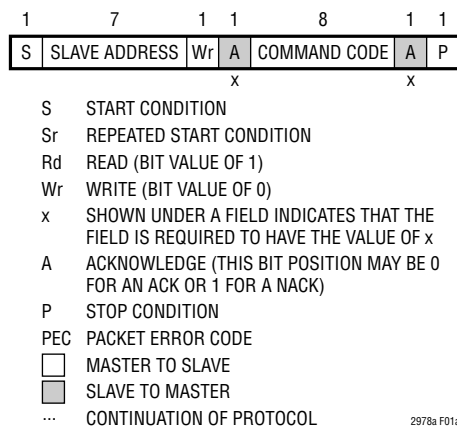 1 7 1 1 8 1 1
S SLAVE ADDRESS Wr A COMMAND CODE A P
x x
S START CONDITION
Sr REPEATED START CONDITION
Rd READ (BIT VALUE OF 1)
Wr WRITE (BIT VALUE OF 0)
x SHOWN UNDER A FIELD INDICATES THAT THE
FIELD IS REQUIRED TO HAVE THE VALUE OF x
A ACKNOWLEDGE (THIS BIT POSITION MAY BE 0
FOR AN ACK OR 1 FOR A NACK)
P STOP CONDITION
PEC PACKET ERROR CODE
MASTER TO SLAVE
SLAVE TO MASTER
... CONTINUATION OF PROTOCOL 2978a F01a